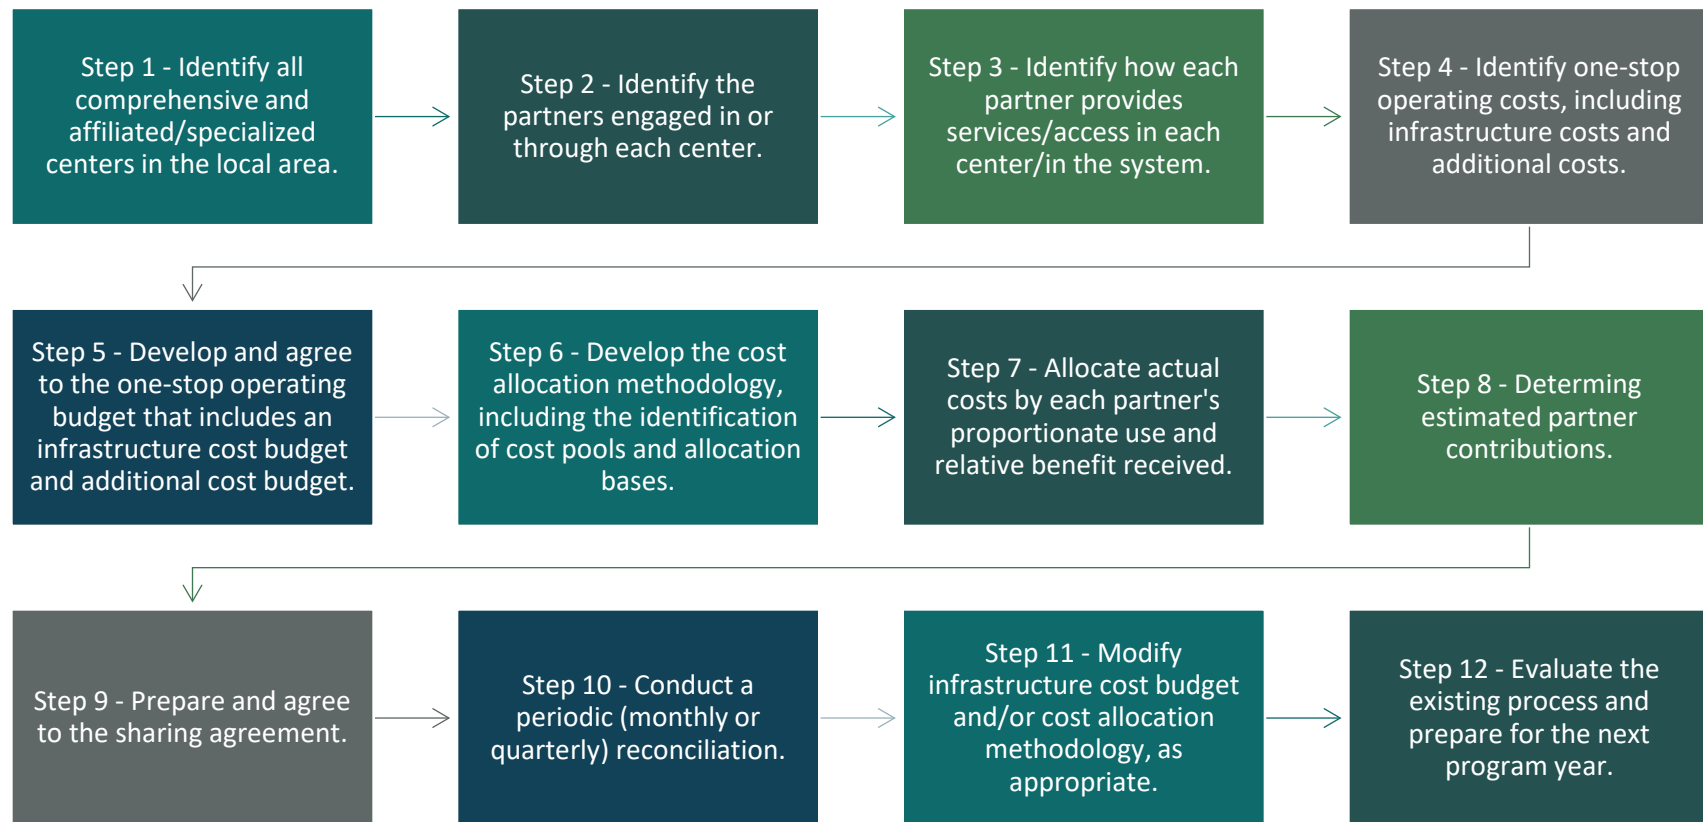 Step 1 - Identify all
comprehensive and
affiliated/specialized
centers in the local area.
Step 2 - Identify the
partners engaged in or
through each center.
Step 3 - Identify how each
partner provides
services/access in each
center/in the system.
Step 4 - Identify one-stop
operating costs, including
infrastructure costs and
additional costs.
Step 5 - Develop and agree
to the one-stop operating
budget that includes an
infrastructure cost budget
and additional cost budget.
Step 6 - Develop the cost
allocation methodology,
including the identification
of cost pools and allocation
bases.
Step 7 - Allocate actual
costs by each partner's
proportionate use and
relative benefit received.
Step 8 - Determing
estimated partner
contributions.
Step 9 - Prepare and agree
to the sharing agreement.
Step 10 - Conduct a
periodic (monthly or
quarterly) reconciliation.
Step 11 - Modify
infrastructure cost budget
and/or cost allocation
methodology, as
appropriate.
Step 12 - Evaluate the
existing process and
prepare for the next
program year.